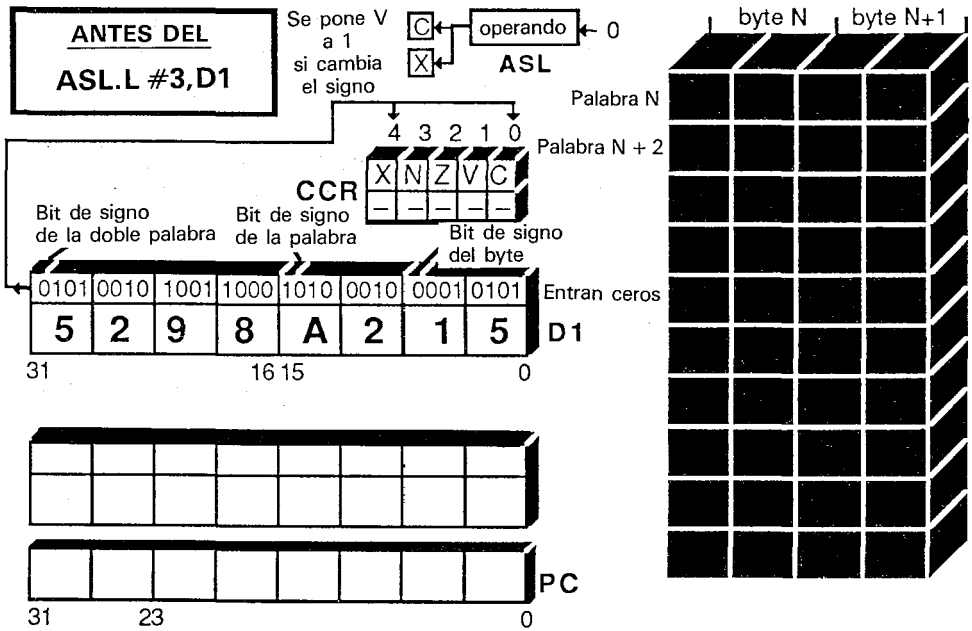 ANTES DEL
ASL.L #3,D1
Se pone V
a 1
si cambia
el signo
C
X
operando
0
ASL
byte N
byte N+1
Palabra N
Palabra N + 2
4 3 2 1 0
X N Z V C
CCR
– – – – –
Bit de signo
de la doble palabra
Bit de signo
de la palabra
Bit de signo
del byte
0101 0010 1001 1000 1010 0010 0001 0101
Entran ceros
5 2 9 8 A 2 1 5
D1
31 16 15 0
PC
31 23 0